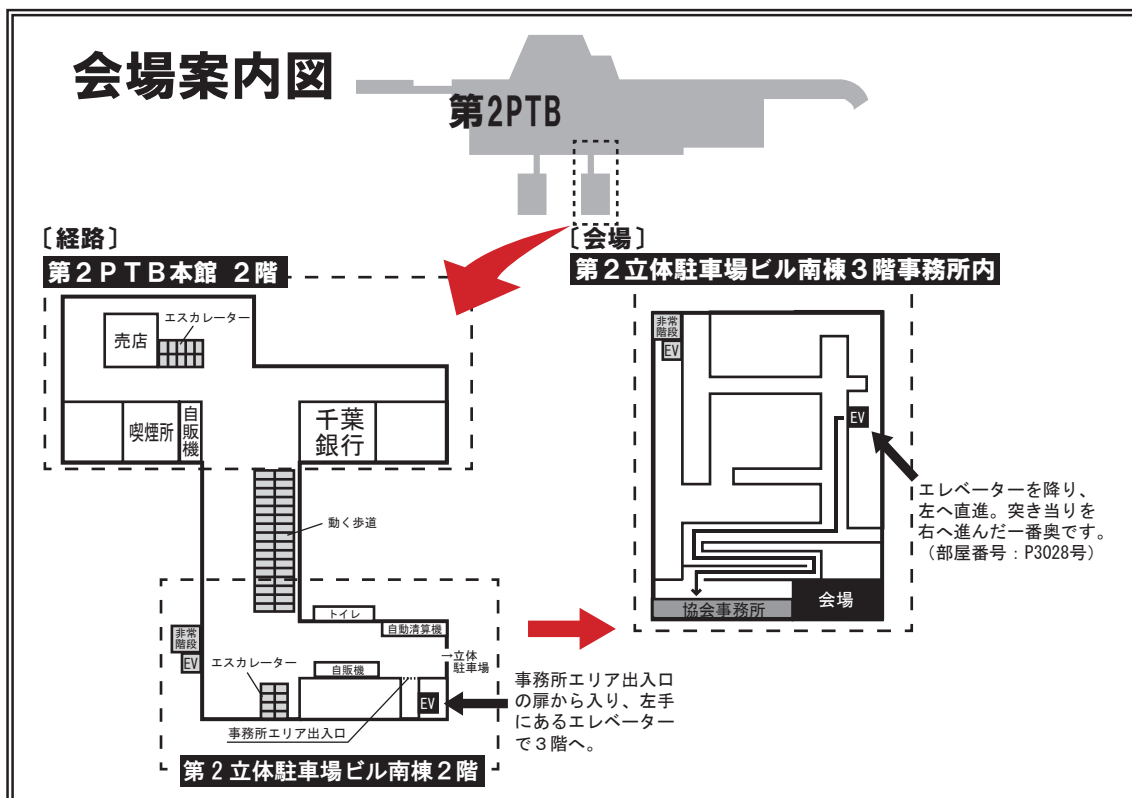 会場案内図
第2PTB
〔経路〕
第２ＰＴＢ本館 ２階
売店
エスカレーター
喫煙所
自販機
千葉
銀行
動く歩道
トイレ
自動清算機
非常
階段
EV
エスカレーター
自販機
→立体
駐車場
EV
事務所エリア出入口
事務所エリア出入口
の扉から入り、左手
にあるエレベーター
で３階へ。
第２立体駐車場ビル南棟２階
〔会場〕
第２立体駐車場ビル南棟３階事務所内
非常
階段
EV
EV
エレベーターを降り、
左へ直進。突き当りを
右へ進んだ一番奥です。
（部屋番号：P3028号）
協会事務所
会場